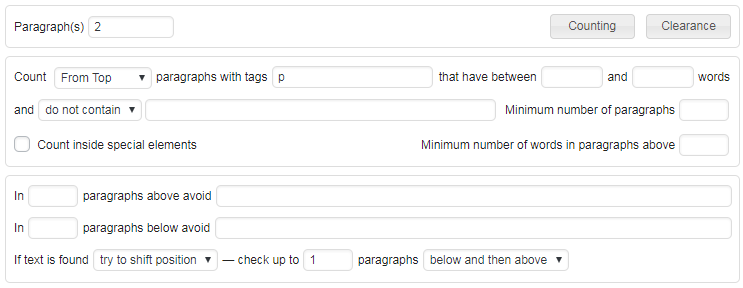 Paragraph(s) 2 Counting Clearance
Count From Top paragraphs with tags p that have between and words
and do not contain Minimum number of paragraphs
Count inside special elements Minimum number of words in paragraphs above
In paragraphs above avoid
In paragraphs below avoid
If text is found try to shift position — check up to 1 paragraphs below and then above